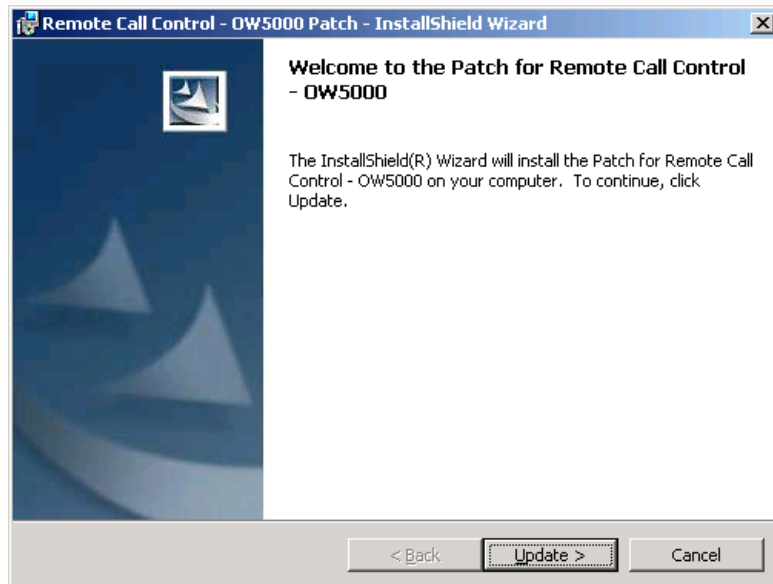 Remote Call Control - OW5000 Patch - InstallShield Wizard
Welcome to the Patch for Remote Call Control
- OW5000
The InstallShield(R) Wizard will install the Patch for Remote Call
Control - OW5000 on your computer.  To continue, click
Update.
< Back
Update >
Cancel